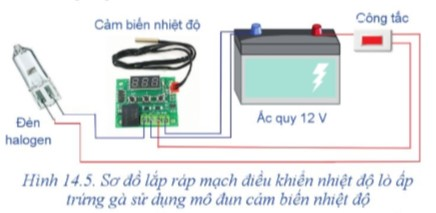 Cảm biến nhiệt độ
Công tắc
Đèn
halogen
Ắc quy 12 V
Hình 14.5. Sơ đồ lắp ráp mạch điều khiển nhiệt độ lò ấp
trứng gà sử dụng mô đun cảm biến nhiệt độ